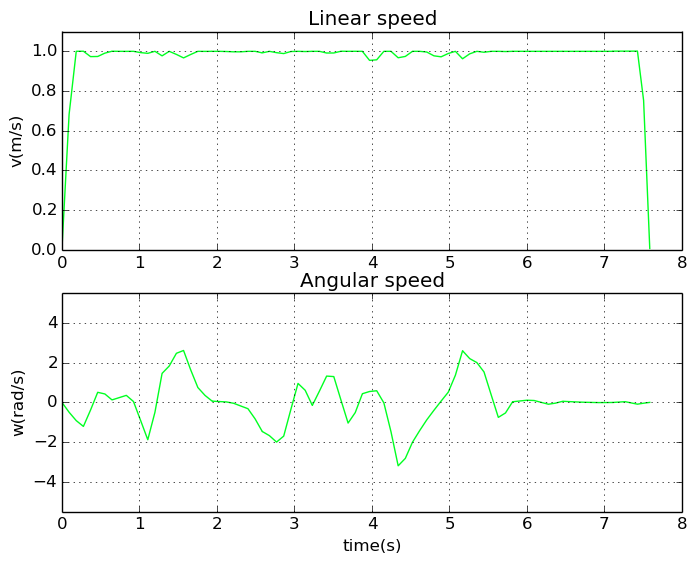 Linear speed
v(m/s)
1.0
0.8
0.6
0.4
0.2
0.0
0 1 2 3 4 5 6 7 8
Angular speed
w(rad/s)
4
2
0
−2
−4
0 1 2 3 4 5 6 7 8
time(s)